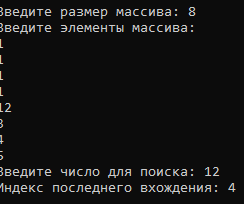 Введите размер массива: 8
Введите элементы массива:
1
1
1
1
12
3
4
5
Введите число для поиска: 12
Индекс последнего вхождения: 4